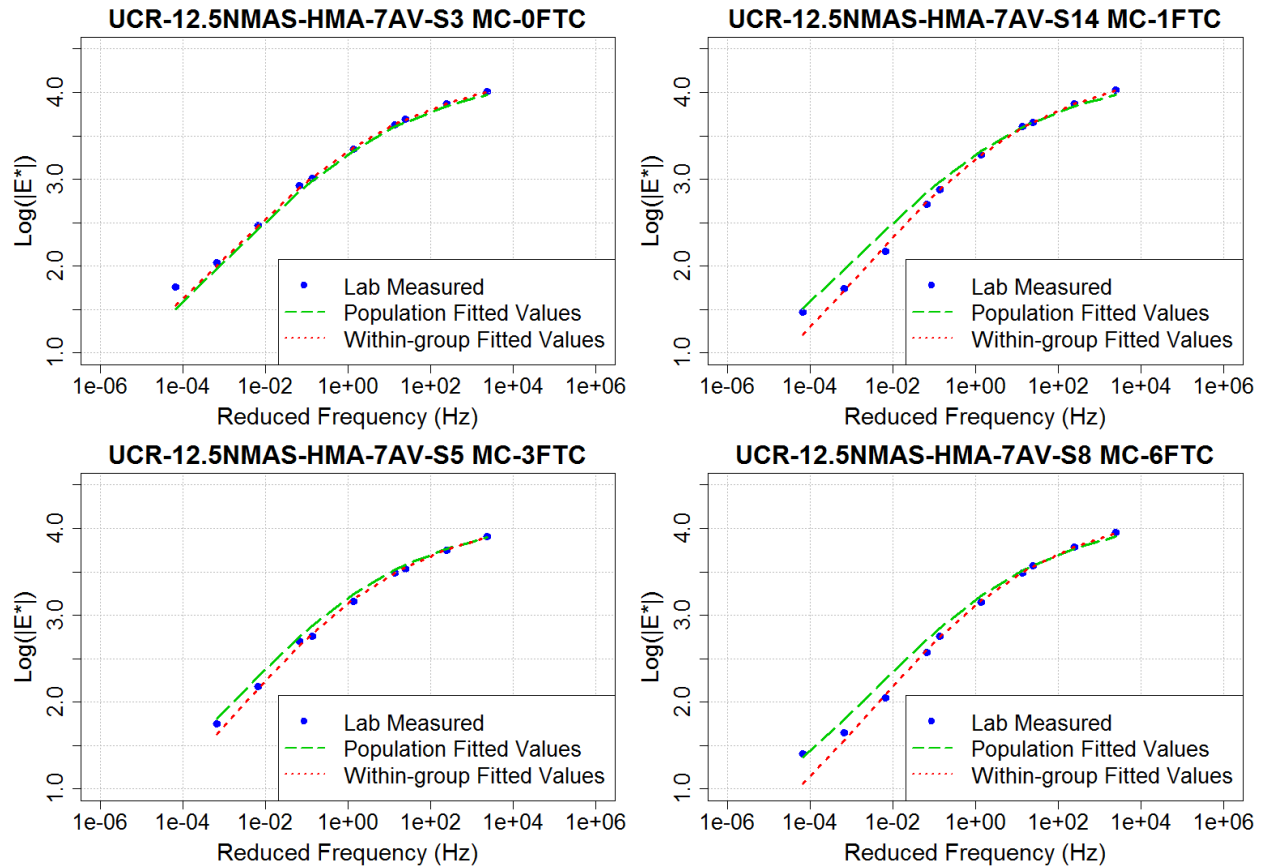 UCR-12.5NMAS-HMA-7AV-S3 MC-0FTC
Log(|E*|)
4.0
3.0
2.0
1.0
Lab Measured
Population Fitted Values
Within-group Fitted Values
1e-06 1e-04 1e-02 1e+00 1e+02 1e+04 1e+06
Reduced Frequency (Hz)
UCR-12.5NMAS-HMA-7AV-S14 MC-1FTC
Log(|E*|)
4.0
3.0
2.0
1.0
Lab Measured
Population Fitted Values
Within-group Fitted Values
1e-06 1e-04 1e-02 1e+00 1e+02 1e+04 1e+06
Reduced Frequency (Hz)
UCR-12.5NMAS-HMA-7AV-S5 MC-3FTC
Log(|E*|)
4.0
3.0
2.0
1.0
Lab Measured
Population Fitted Values
Within-group Fitted Values
1e-06 1e-04 1e-02 1e+00 1e+02 1e+04 1e+06
Reduced Frequency (Hz)
UCR-12.5NMAS-HMA-7AV-S8 MC-6FTC
Log(|E*|)
4.0
3.0
2.0
1.0
Lab Measured
Population Fitted Values
Within-group Fitted Values
1e-06 1e-04 1e-02 1e+00 1e+02 1e+04 1e+06
Reduced Frequency (Hz)